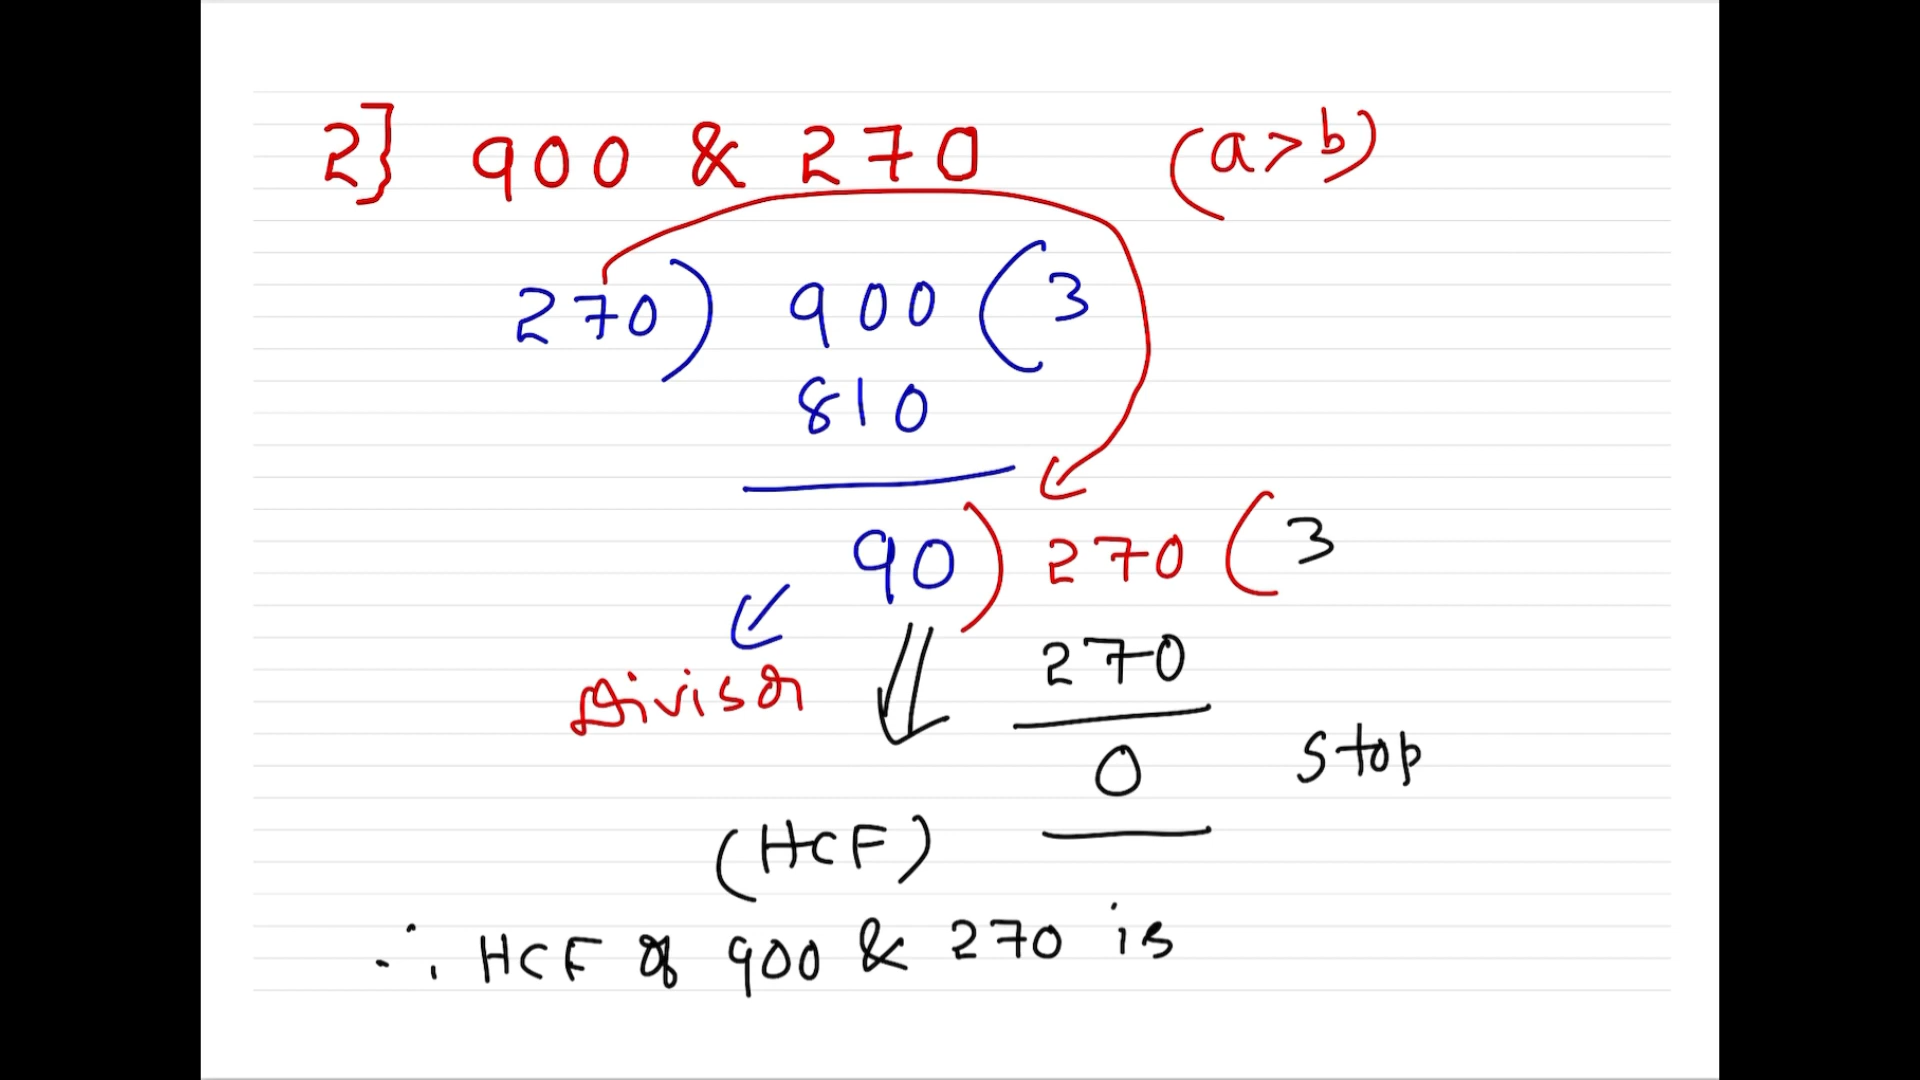 2} 900 & 270 (a>b)
270) 900 (3
810
90) 270 (3
Divisor
270
0 Stop
(HCF)
∴ HCF of 900 & 270 is